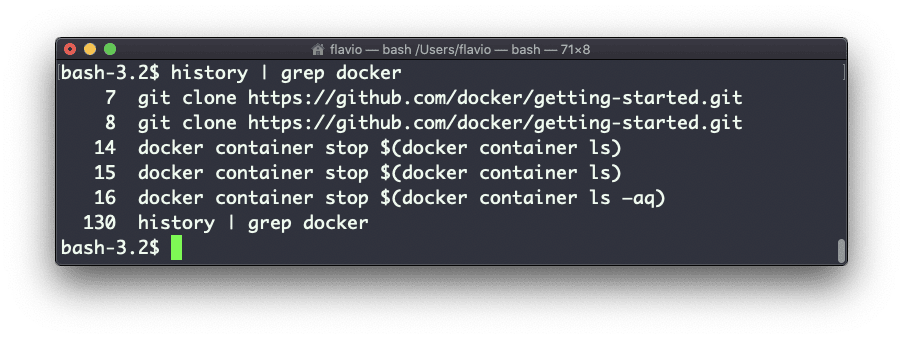 flavio — bash /Users/flavio — bash — 71×8
bash-3.2$ history | grep docker
7 git clone https://github.com/docker/getting-started.git
8 git clone https://github.com/docker/getting-started.git
14 docker container stop $(docker container ls)
15 docker container stop $(docker container ls)
16 docker container stop $(docker container ls —aq)
130 history | grep docker
bash-3.2$